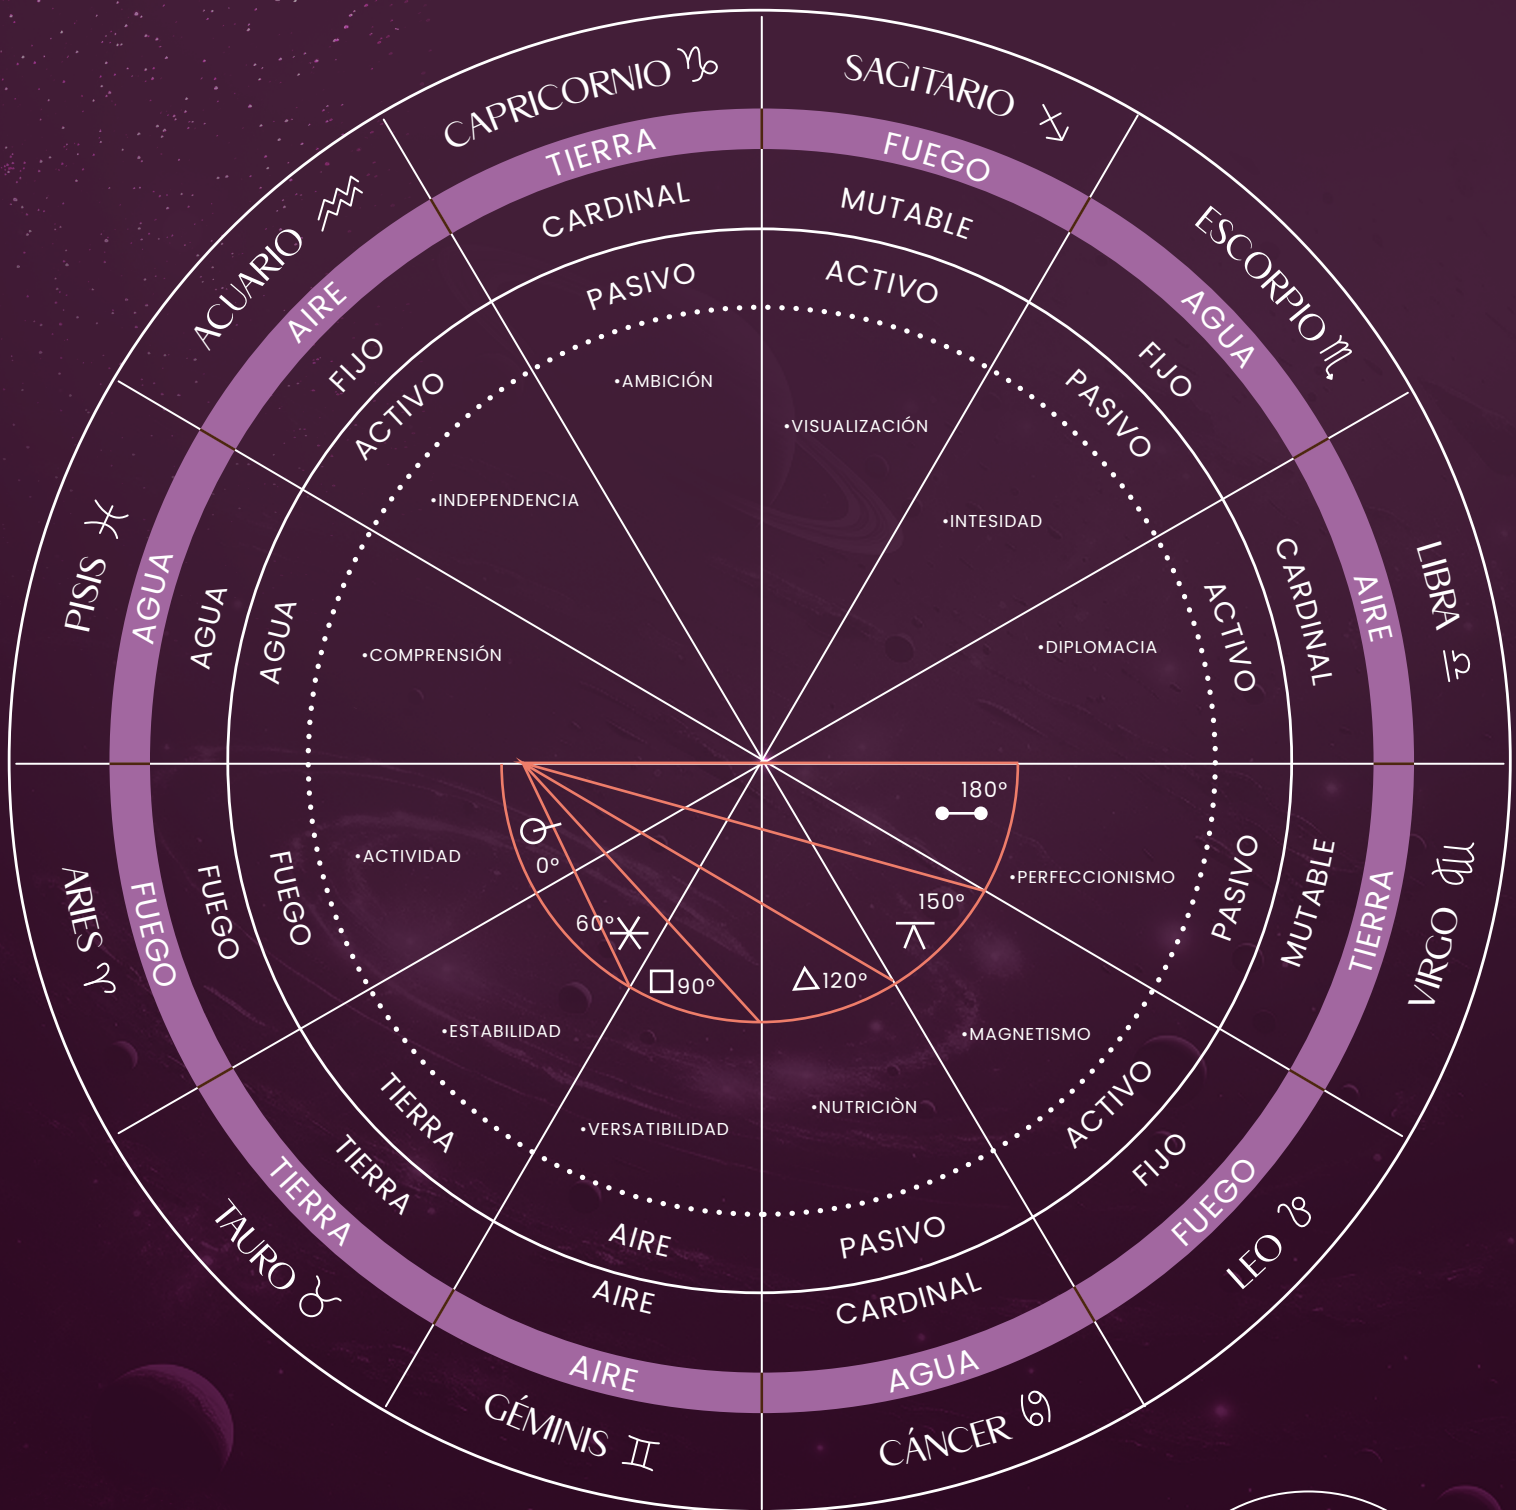 CAPRICORNIO
SAGITARIO
ESCORPIO
LIBRA
VIRGO
LEO
CÁNCER
GÉMINIS
TAURO
ARIES
PISIS
ACUARIO
TIERRA
FUEGO
AGUA
AIRE
TIERRA
FUEGO
AGUA
AIRE
TIERRA
FUEGO
AGUA
AIRE
CARDINAL
MUTABLE
FIJO
CARDINAL
MUTABLE
FIJO
CARDINAL
AIRE
TIERRA
FUEGO
AGUA
FIJO
PASIVO
ACTIVO
PASIVO
ACTIVO
PASIVO
ACTIVO
PASIVO
AIRE
TIERRA
FUEGO
AGUA
ACTIVO
•AMBICIÓN
•VISUALIZACIÓN
•INTESIDAD
•DIPLOMACIA
•PERFECCIONISMO
•MAGNETISMO
•NUTRICIÒN
•VERSATIBILIDAD
•ESTABILIDAD
•ACTIVIDAD
•COMPRENSIÓN
•INDEPENDENCIA
0°
60°
90°
120°
150°
180°